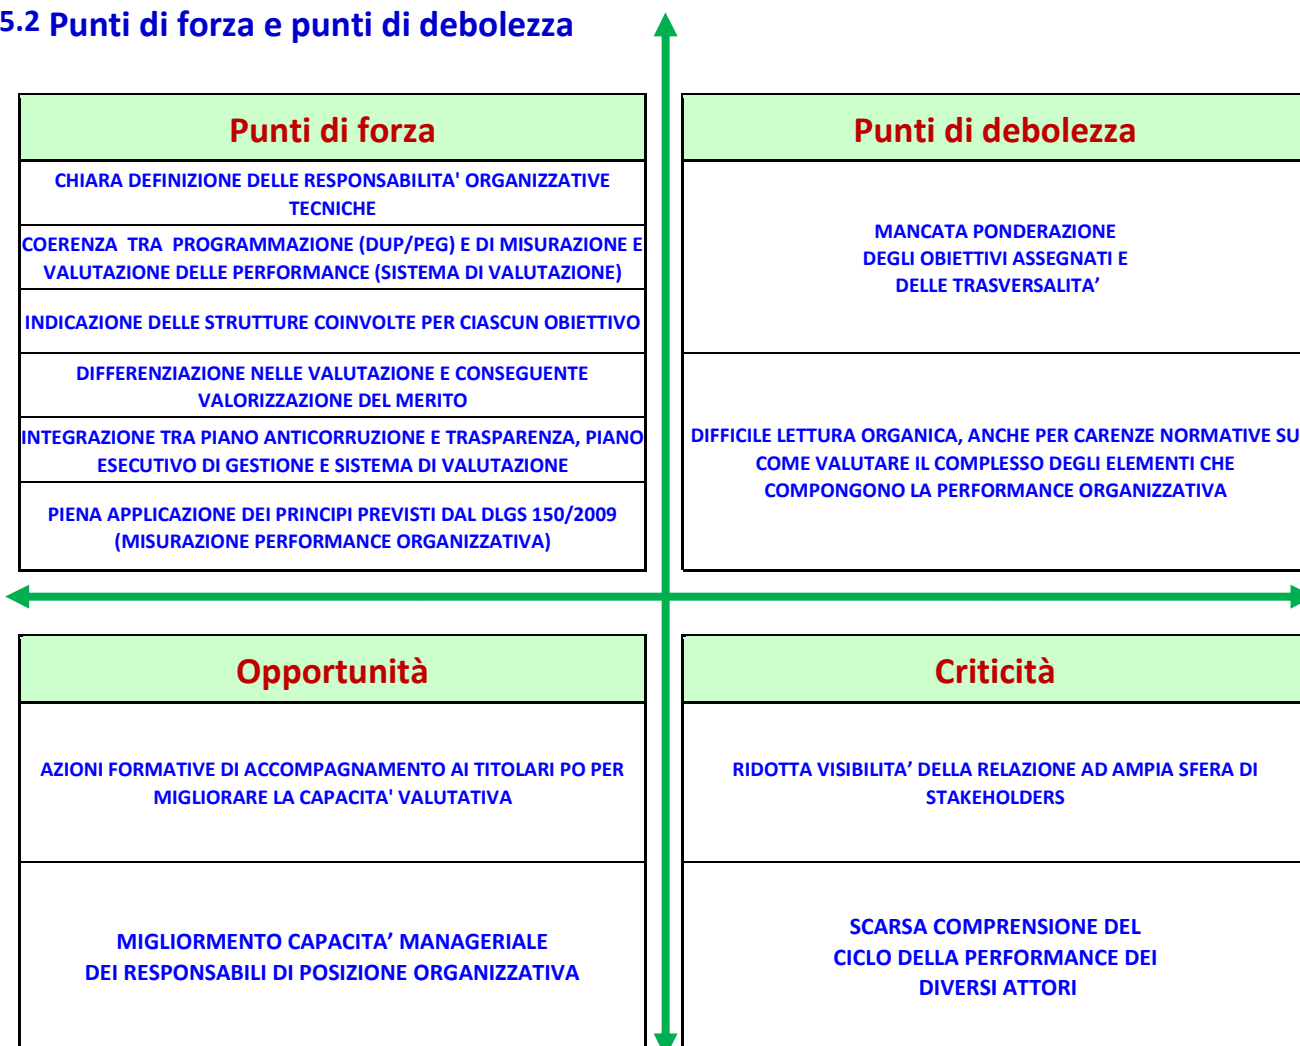 5.2 Punti di forza e punti di debolezza
Punti di forza
CHIARA DEFINIZIONE DELLE RESPONSABILITA' ORGANIZZATIVE
TECNICHE
COERENZA TRA PROGRAMMAZIONE (DUP/PEG) E DI MISURAZIONE E
VALUTAZIONE DELLE PERFORMANCE (SISTEMA DI VALUTAZIONE)
INDICAZIONE DELLE STRUTTURE COINVOLTE PER CIASCUN OBIETTIVO
DIFFERENZIAZIONE NELLE VALUTAZIONE E CONSEGUENTE
VALORIZZAZIONE DEL MERITO
INTEGRAZIONE TRA PIANO ANTICORRUZIONE E TRASPARENZA, PIANO
ESECUTIVO DI GESTIONE E SISTEMA DI VALUTAZIONE
PIENA APPLICAZIONE DEI PRINCIPI PREVISTI DAL DLGS 150/2009
(MISURAZIONE PERFORMANCE ORGANIZZATIVA)
Punti di debolezza
MANCATA PONDERAZIONE
DEGLI OBIETTIVI ASSEGNATI E
DELLE TRASVERSALITA’
DIFFICILE LETTURA ORGANICA, ANCHE PER CARENZE NORMATIVE SU
COME VALUTARE IL COMPLESSO DEGLI ELEMENTI CHE
COMPONGONO LA PERFORMANCE ORGANIZZATIVA
Opportunità
AZIONI FORMATIVE DI ACCOMPAGNAMENTO AI TITOLARI PO PER
MIGLIORARE LA CAPACITA' VALUTATIVA
MIGLIORMENTO CAPACITA’ MANAGERIALE
DEI RESPONSABILI DI POSIZIONE ORGANIZZATIVA
Criticità
RIDOTTA VISIBILITA’ DELLA RELAZIONE AD AMPIA SFERA DI
STAKEHOLDERS
SCARSA COMPRENSIONE DEL
CICLO DELLA PERFORMANCE DEI
DIVERSI ATTORI